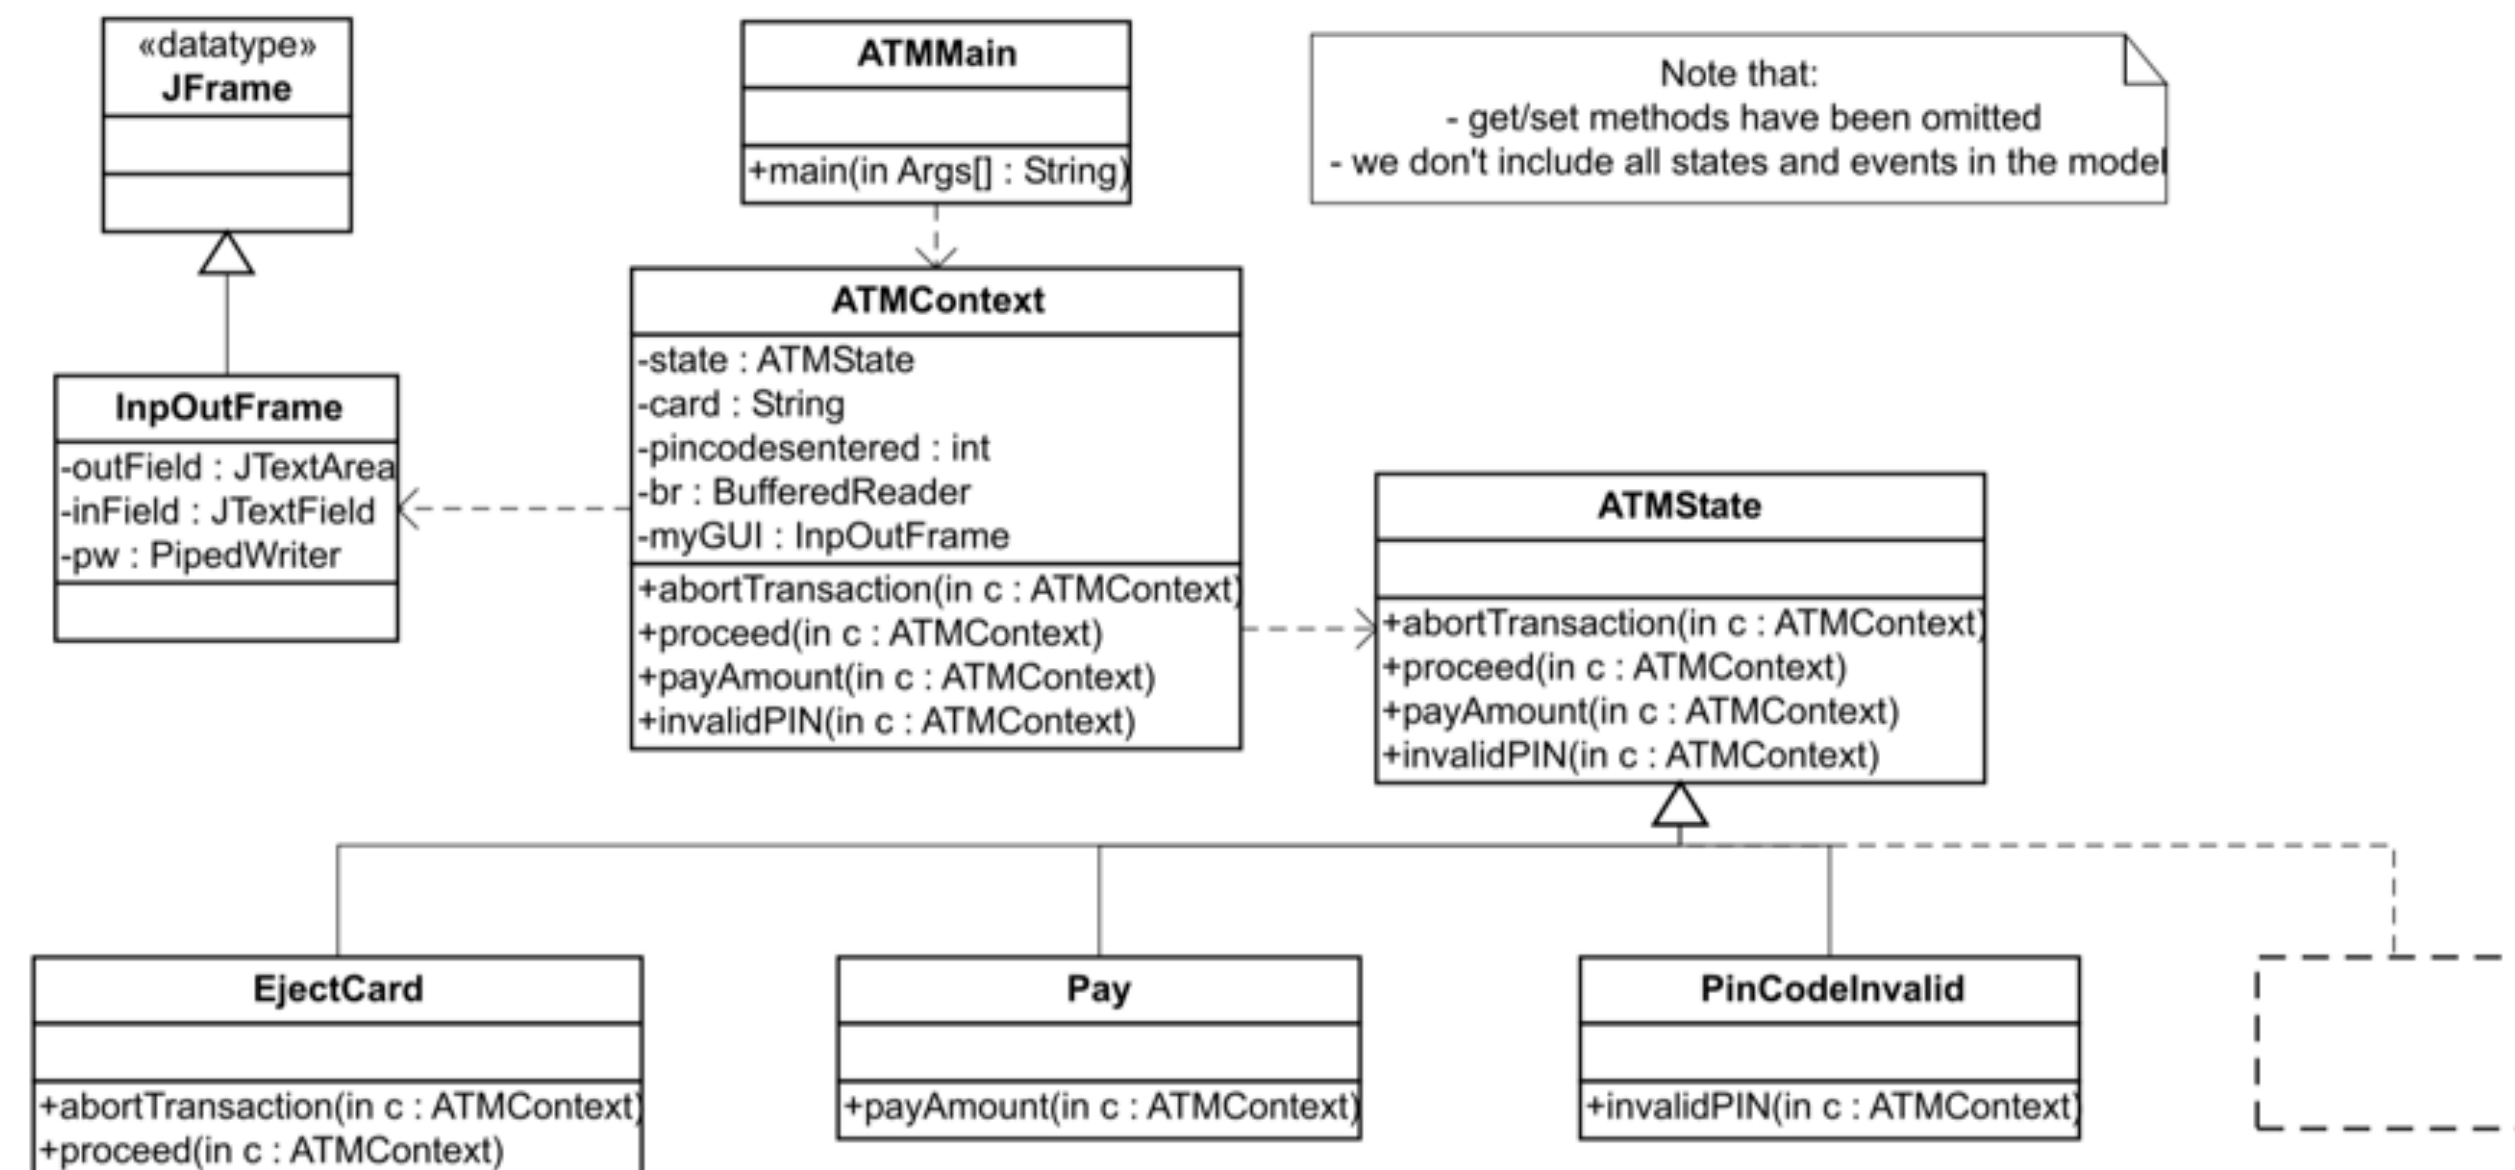 «datatype»
JFrame
ATMMain
+main(in Args[] : String)
Note that:
- get/set methods have been omitted
- we don't include all states and events in the model
ATMContext
-state : ATMState
-card : String
-pincodesentered : int
-br : BufferedReader
-myGUI : InpOutFrame
+abortTransaction(in c : ATMContext)
+proceed(in c : ATMContext)
+payAmount(in c : ATMContext)
+invalidPIN(in c : ATMContext)
InpOutFrame
-outField : JTextArea
-inField : JTextField
-pw : PipedWriter
ATMState
+abortTransaction(in c : ATMContext)
+proceed(in c : ATMContext)
+payAmount(in c : ATMContext)
+invalidPIN(in c : ATMContext)
EjectCard
+abortTransaction(in c : ATMContext)
+proceed(in c : ATMContext)
Pay
+payAmount(in c : ATMContext)
PinCodeInvalid
+invalidPIN(in c : ATMContext)